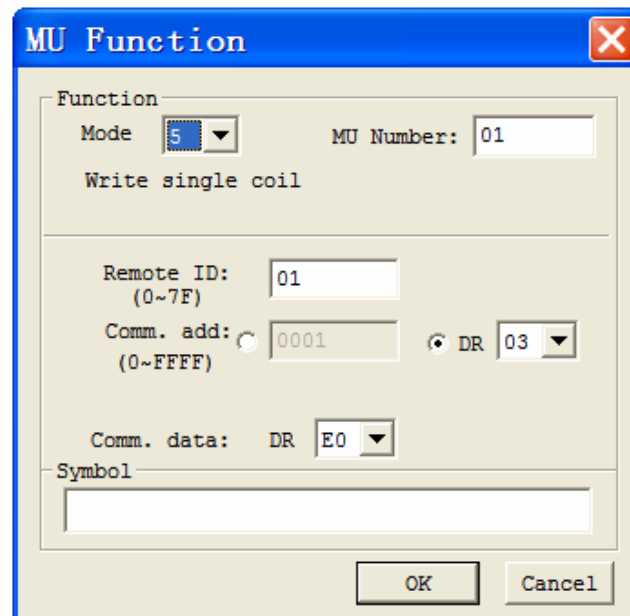 MU Function
Function
Mode 5 MU Number: 01
Write single coil
Remote ID: 01
(0~7F)
Comm. add: 0001 DR 03
(0~FFFF)
Comm. data: DR E0
Symbol
OK Cancel